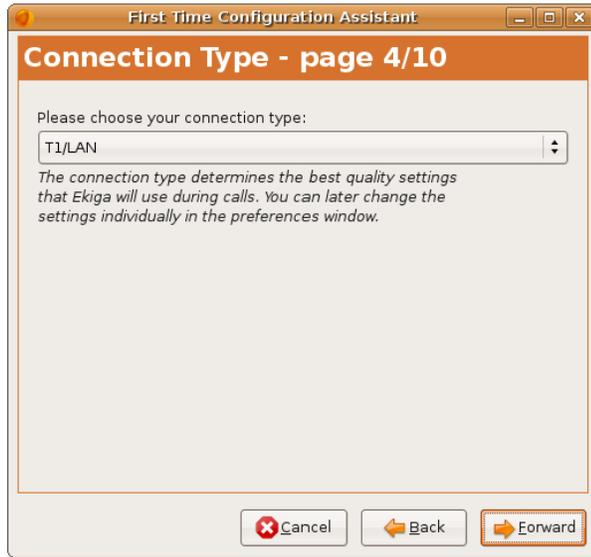 First Time Configuration Assistant
Connection Type - page 4/10
Please choose your connection type:
T1/LAN
The connection type determines the best quality settings
that Ekiga will use during calls. You can later change the
settings individually in the preferences window.
Cancel
Back
Forward